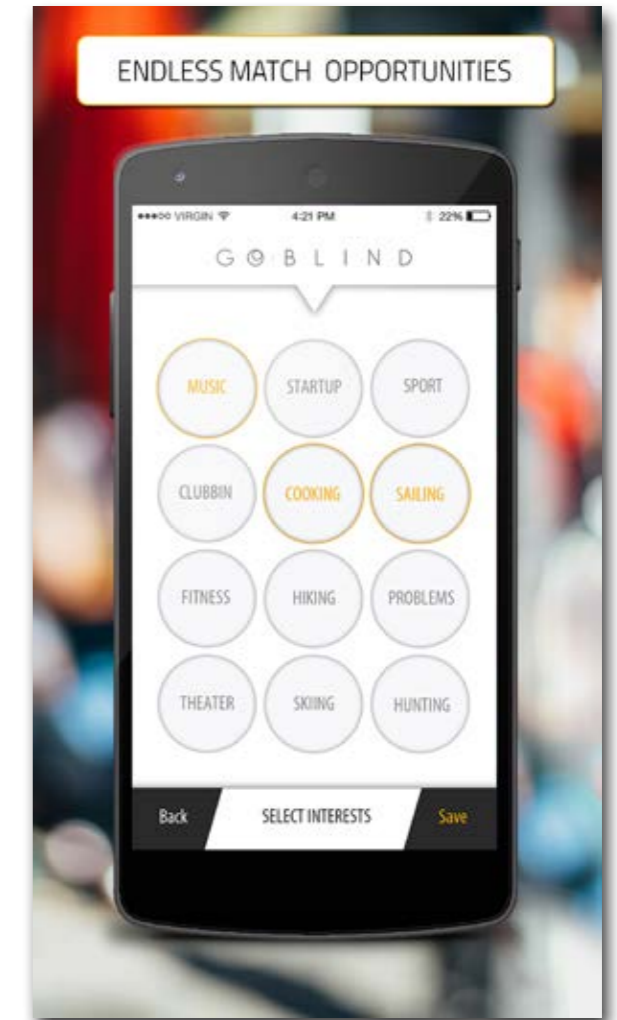 ENDLESS MATCH OPPORTUNITIES
VIRGIN 4:21 PM 22%
GOBLIND
MUSIC STARTUP SPORT
CLUBBIN COOKING SAILING
FITNESS HIKING PROBLEMS
THEATER SKIING HUNTING
Back SELECT INTERESTS Save